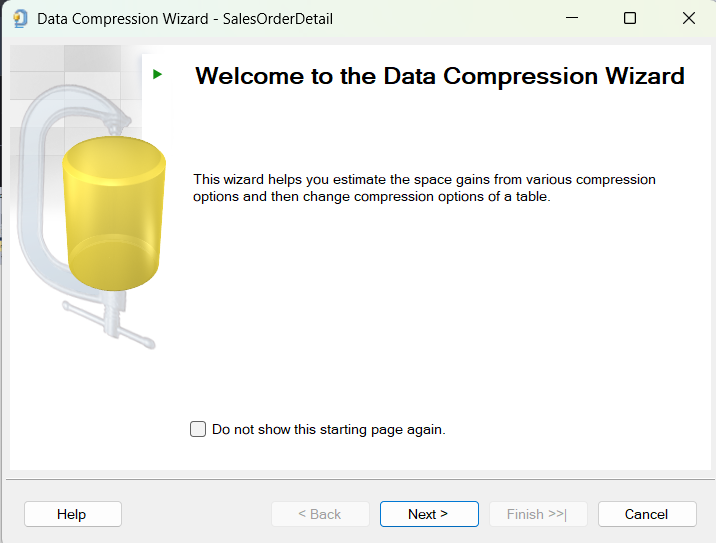 Data Compression Wizard - SalesOrderDetail
Welcome to the Data Compression Wizard
This wizard helps you estimate the space gains from various compression
options and then change compression options of a table.
Do not show this starting page again.
Help
< Back
Next >
Finish >>|
Cancel